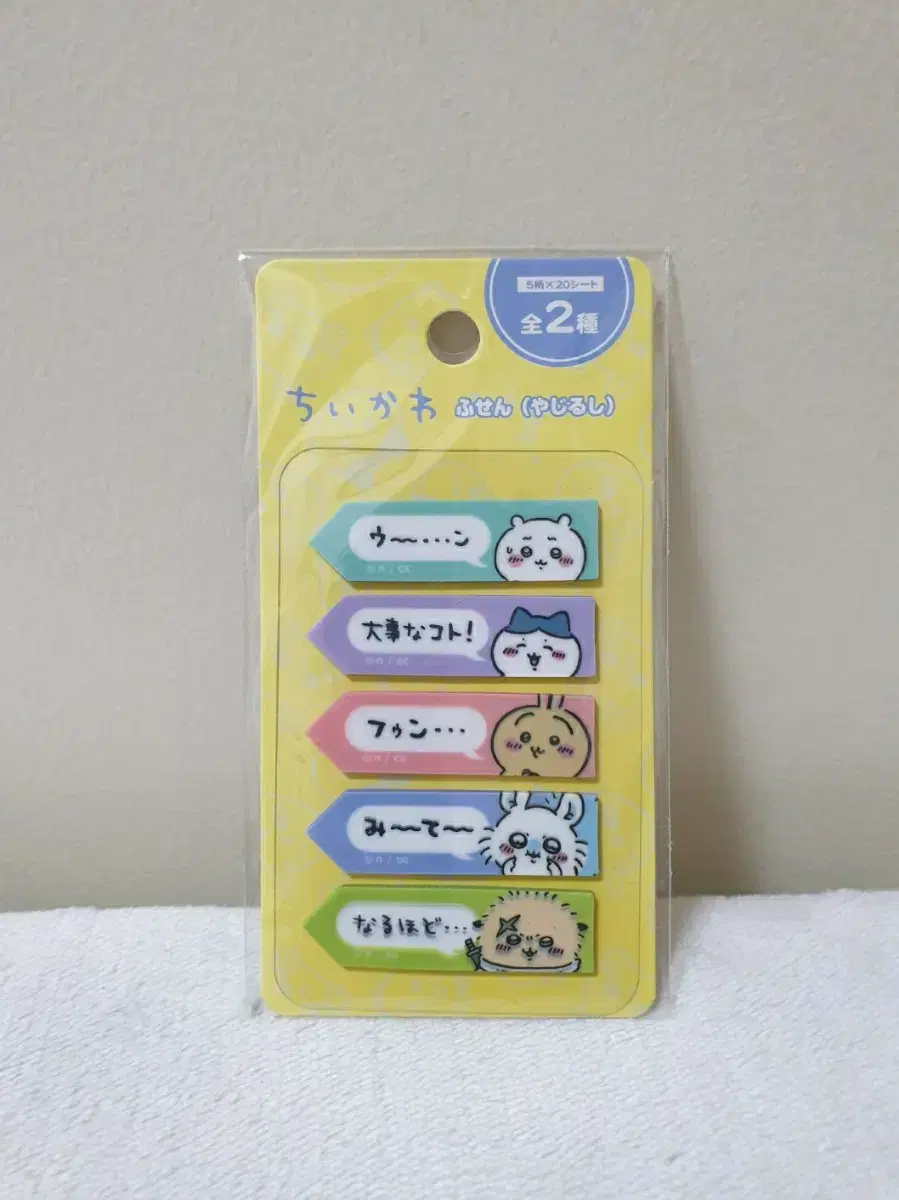 5柄×20シート
全2種
ちいかわ ふせん(やじるし)
ウ〜〜・・・ン
大事なコト!
フゥン・・・
み〜〜て〜〜
なるほど・・・